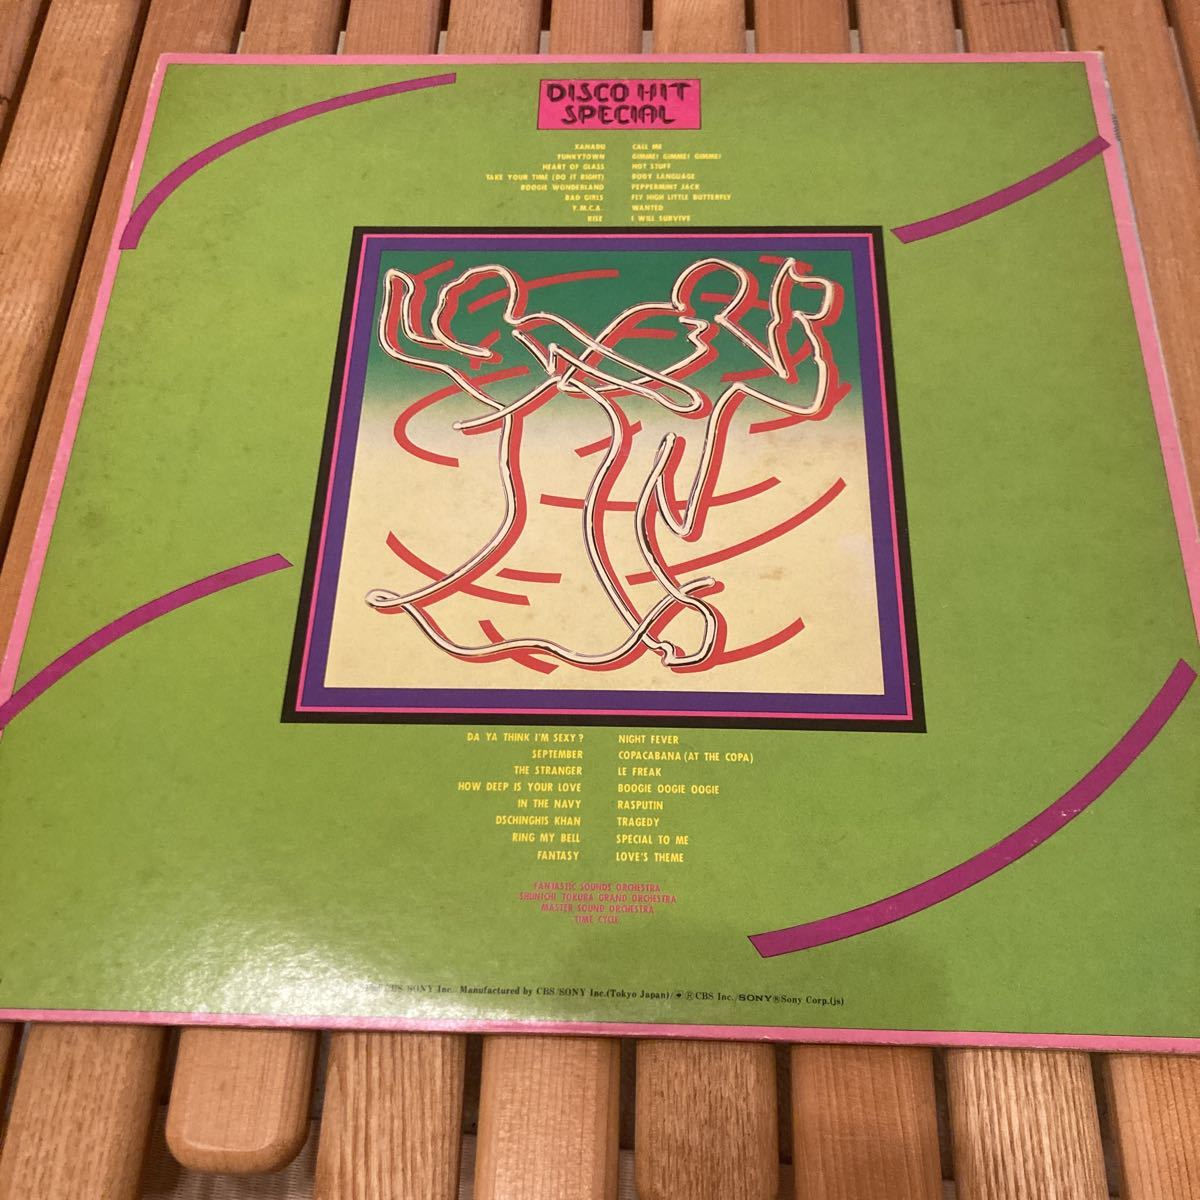 DISCO HIT
SPECIAL
XANADU
FUNKYTOWN
HEART OF GLASS
TAKE YOUR TIME (DO IT RIGHT)
BOOGIE WONDERLAND
BAD GIRLS
Y.M.C.A.
RISE
CALL ME
GIMME! GIMME! GIMME!
HOT STUFF
BODY LANGUAGE
PEPPERMINT JACK
FLY HIGH LITTLE BUTTERFLY
WANTED
I WILL SURVIVE
DA YA THINK I'M SEXY?
SEPTEMBER
THE STRANGER
HOW DEEP IS YOUR LOVE
IN THE NAVY
DSCHINGHIS KHAN
RING MY BELL
FANTASY
NIGHT FEVER
COPACABANA (AT THE COPA)
LE FREAK
BOOGIE OOGIE OOGIE
RASPUTIN
TRAGEDY
SPECIAL TO ME
LOVE'S THEME
FANTASTIC SOUNDS ORCHESTRA
SHUNICHI TOKURA GRAND ORCHESTRA
MASTER SOUND ORCHESTRA
TIME CYCLE
CBS/SONY Inc. Manufactured by CBS/SONY Inc.(Tokyo Japan)/ ® CBS Inc./SONY®Sony Corp.(js)